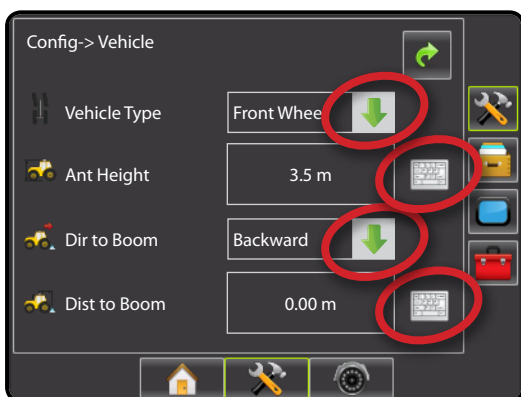 Config-> Vehicle
Vehicle Type
Front Whee
Ant Height
3.5 m
Dir to Boom
Backward
Dist to Boom
0.00 m